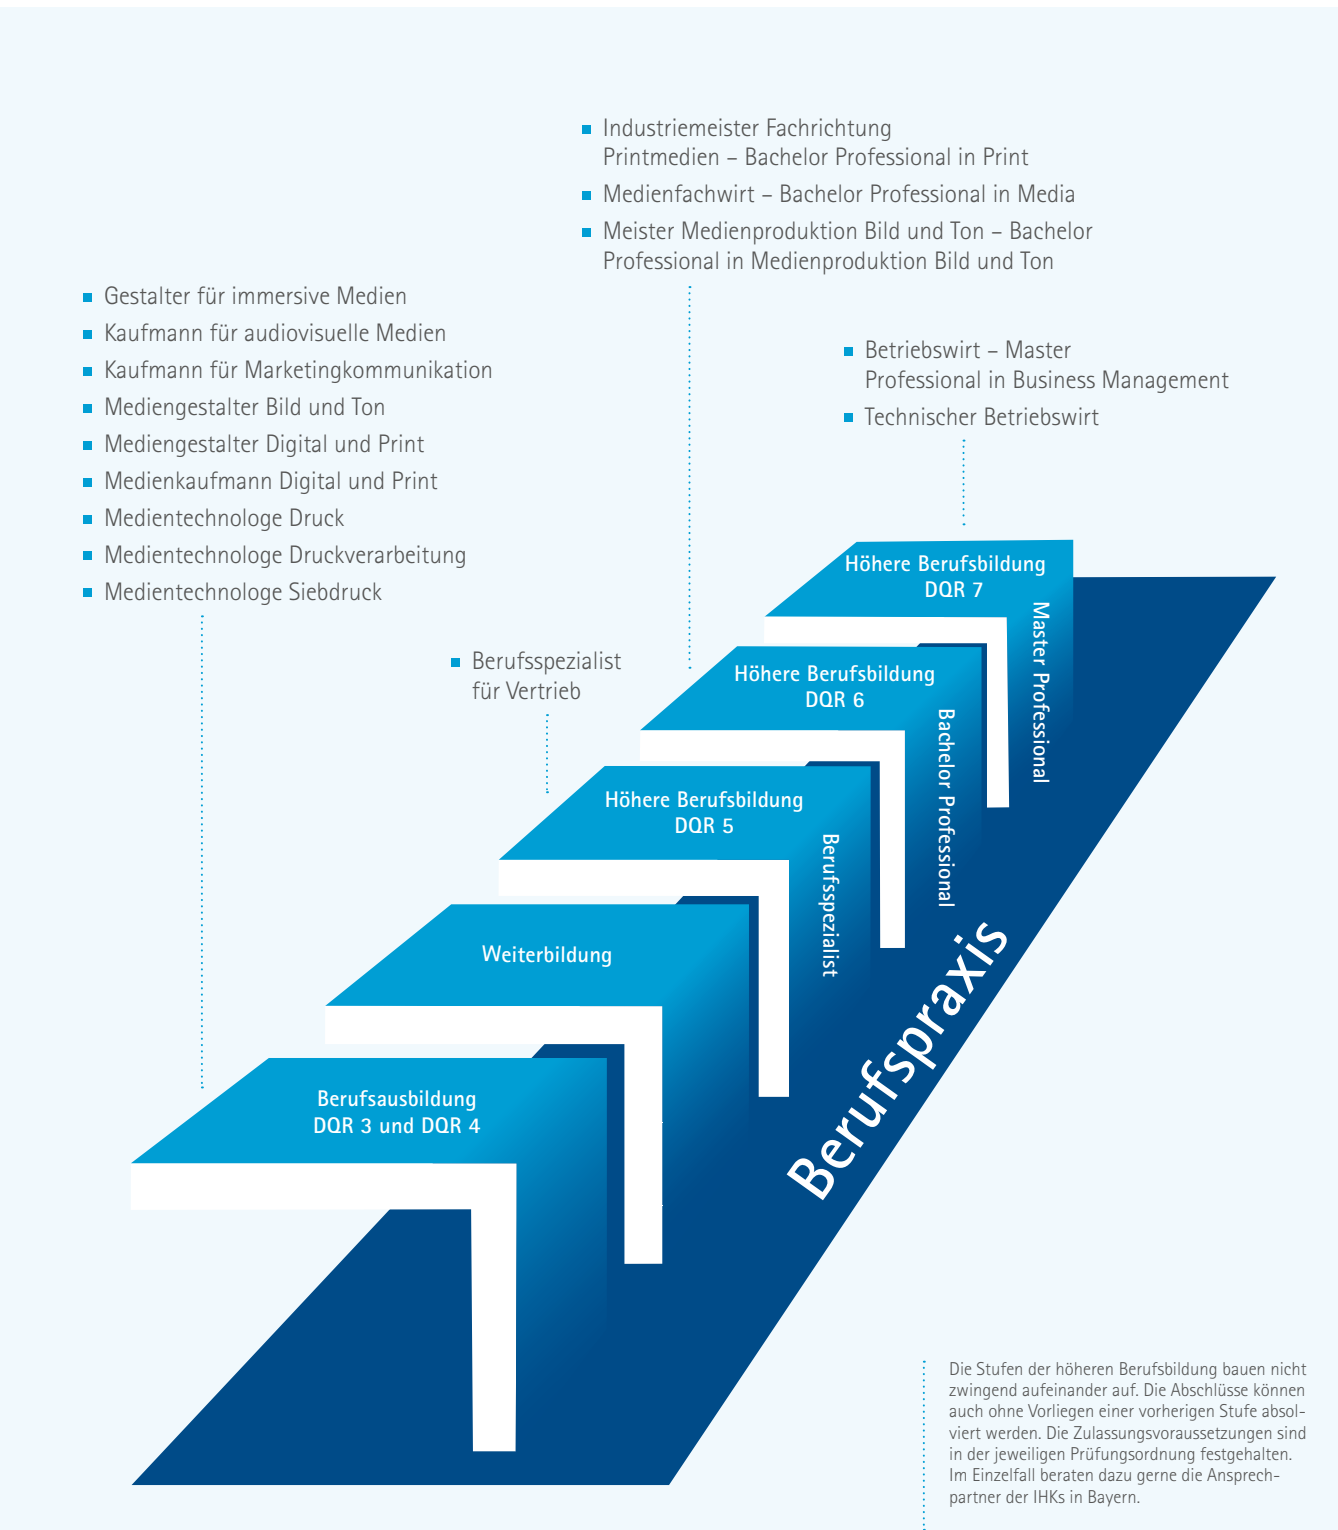 Industriemeister Fachrichtung
Printmedien – Bachelor Professional in Print
Medienfachwirt – Bachelor Professional in Media
Meister Medienproduktion Bild und Ton – Bachelor
Professional in Medienproduktion Bild und Ton
Gestalter für immersive Medien
Kaufmann für audiovisuelle Medien
Kaufmann für Marketingkommunikation
Mediengestalter Bild und Ton
Mediengestalter Digital und Print
Medienkaufmann Digital und Print
Medientechnologe Druck
Medientechnologe Druckverarbeitung
Medientechnologe Siebdruck
Betriebswirt – Master
Professional in Business Management
Technischer Betriebswirt
Berufsspezialist
für Vertrieb
Höhere Berufsbildung
DQR 7
Master Professional
Höhere Berufsbildung
DQR 6
Bachelor Professional
Höhere Berufsbildung
DQR 5
Berufsspezialist
Weiterbildung
Berufsausbildung
DQR 3 und DQR 4
Berufspraxis
Die Stufen der höheren Berufsbildung bauen nicht
zwingend aufeinander auf. Die Abschlüsse können
auch ohne Vorliegen einer vorherigen Stufe absol-
viert werden. Die Zulassungsvoraussetzungen sind
in der jeweiligen Prüfungsordnung festgehalten.
Im Einzelfall beraten dazu gerne die Ansprech-
partner der IHKs in Bayern.